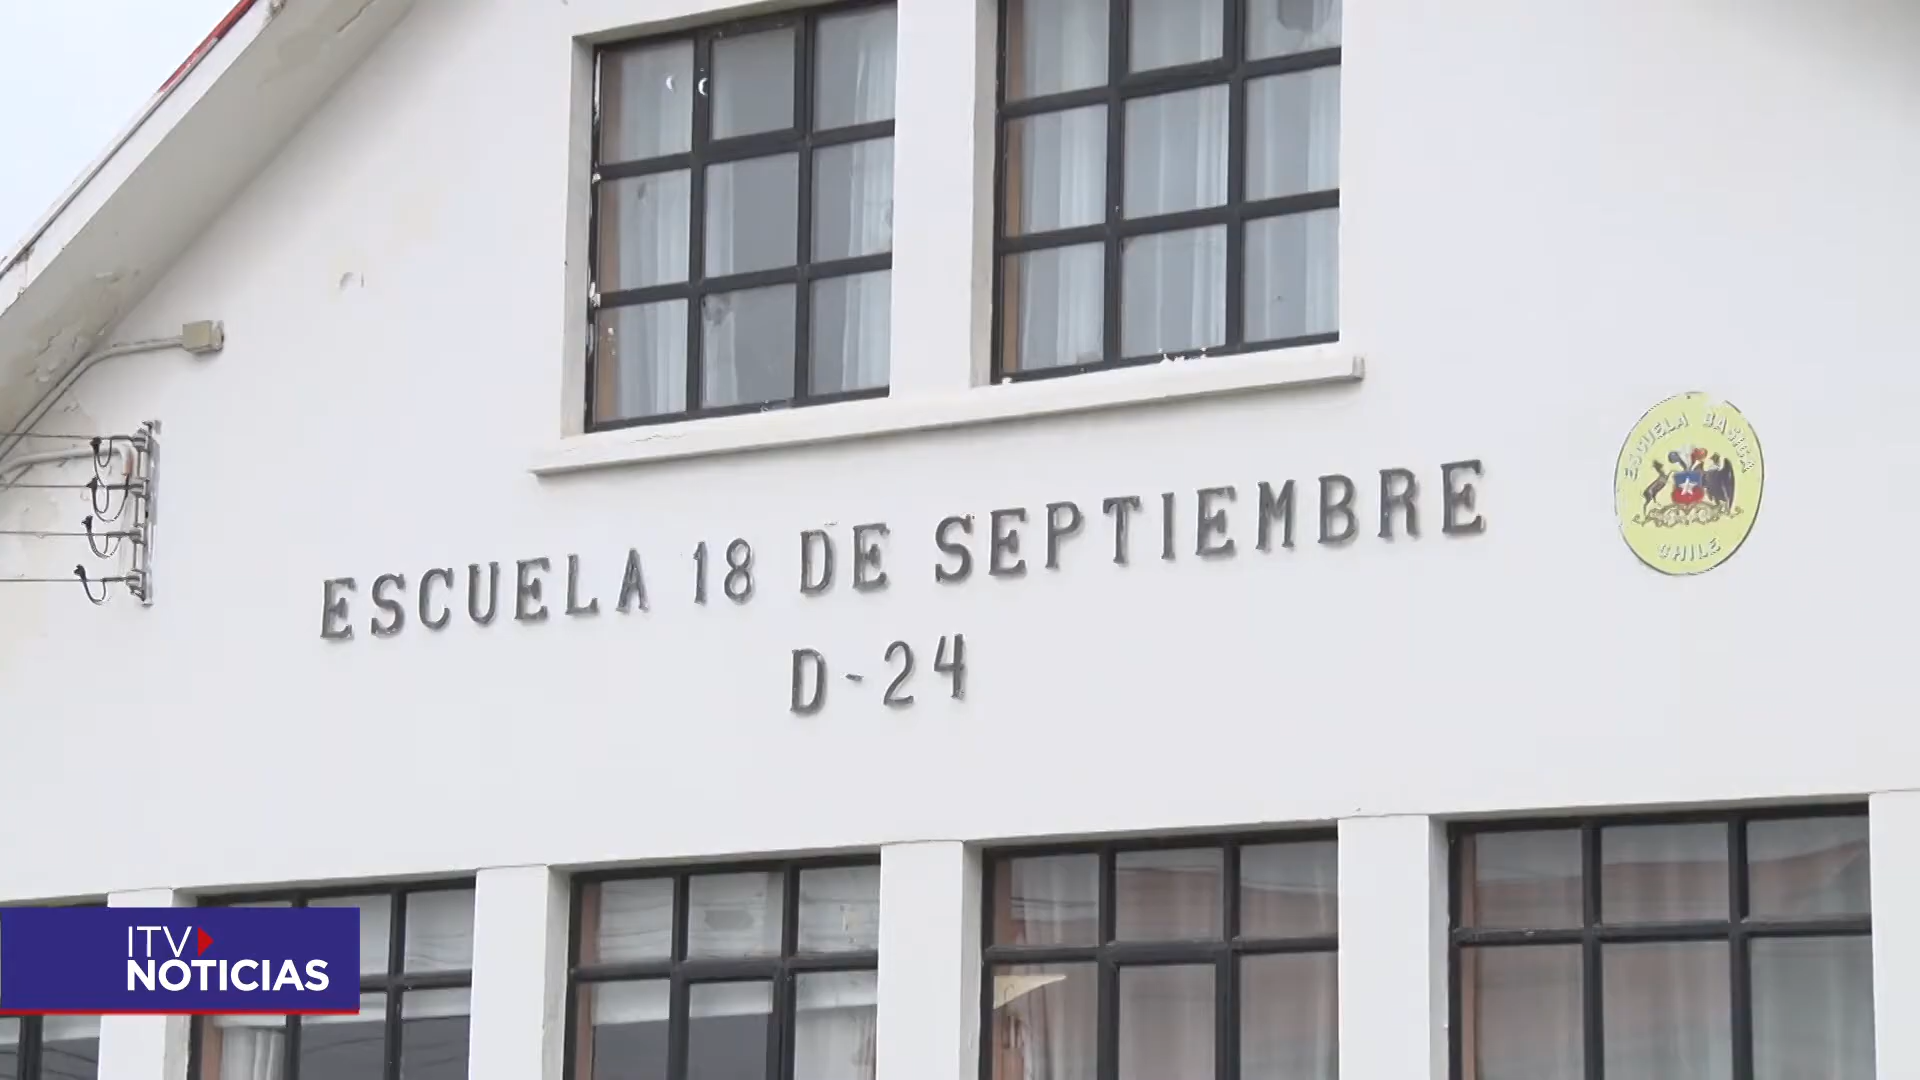 ESCUELA 18 DE SEPTIEMBRE
D-24
ESCUELA BASICA
CHILE
ITV
NOTICIAS